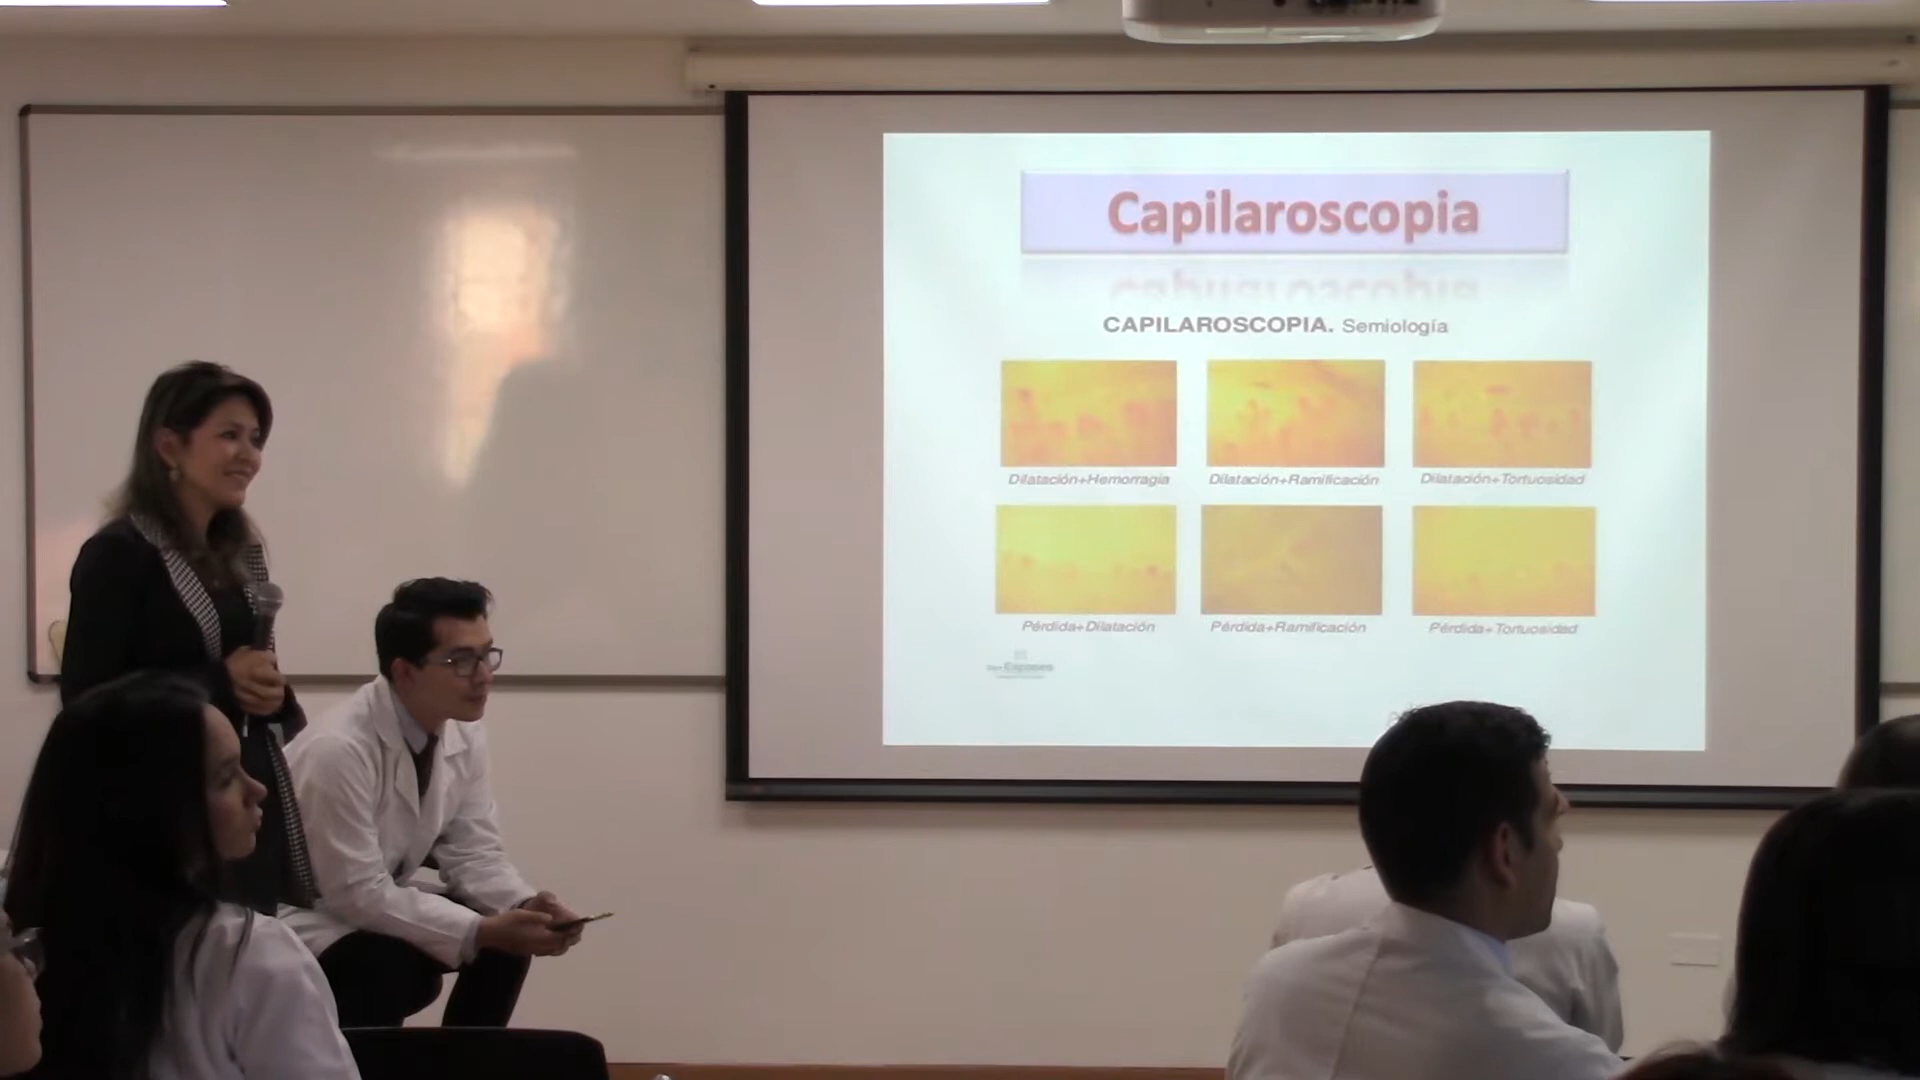 Capilaroscopia
CAPILAROSCOPIA. Semiología
Dilatación+Hemorragia
Dilatación+Ramificación
Dilatación+Tortuosidad
Pérdida+Dilatación
Pérdida+Ramificación
Pérdida+Tortuosidad